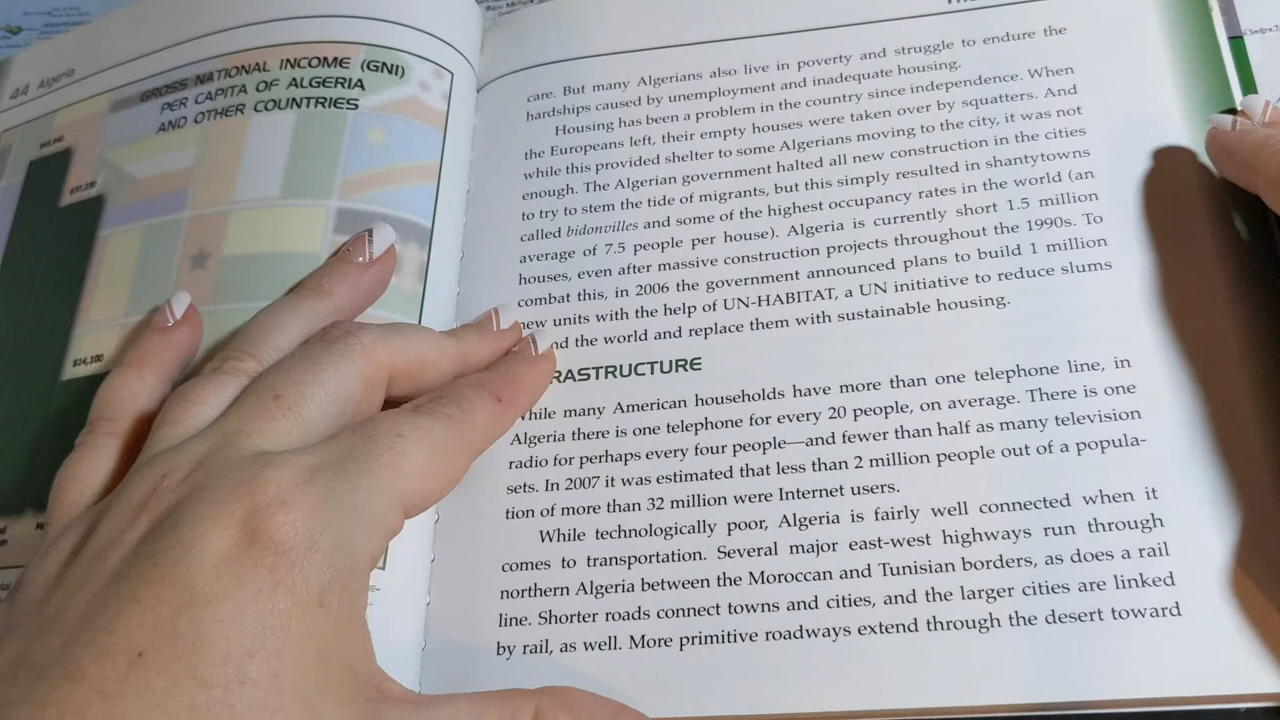 44 Algeria
GROSS NATIONAL INCOME (GNI)
PER CAPITA OF ALGERIA
AND OTHER COUNTRIES
$14,100
care. But many Algerians also live in poverty and struggle to endure the
hardships caused by unemployment and inadequate housing.
Housing has been a problem in the country since independence. When
the Europeans left, their empty houses were taken over by squatters. And
while this provided shelter to some Algerians moving to the city, it was not
enough. The Algerian government halted all new construction in the cities
to try to stem the tide of migrants, but this simply resulted in shantytowns
called bidonvilles and some of the highest occupancy rates in the world (an
average of 7.5 people per house). Algeria is currently short 1.5 million
houses, even after massive construction projects throughout the 1990s. To
combat this, in 2006 the government announced plans to build 1 million
new units with the help of UN-HABITAT, a UN initiative to reduce slums
nd the world and replace them with sustainable housing.
RASTRUCTURE
While many American households have more than one telephone line, in
Algeria there is one telephone for every 20 people, on average. There is one
radio for perhaps every four people—and fewer than half as many television
sets. In 2007 it was estimated that less than 2 million people out of a popula-
tion of more than 32 million were Internet users.
While technologically poor, Algeria is fairly well connected when it
comes to transportation. Several major east-west highways run through
northern Algeria between the Moroccan and Tunisian borders, as does a rail
line. Shorter roads connect towns and cities, and the larger cities are linked
by rail, as well. More primitive roadways extend through the desert toward